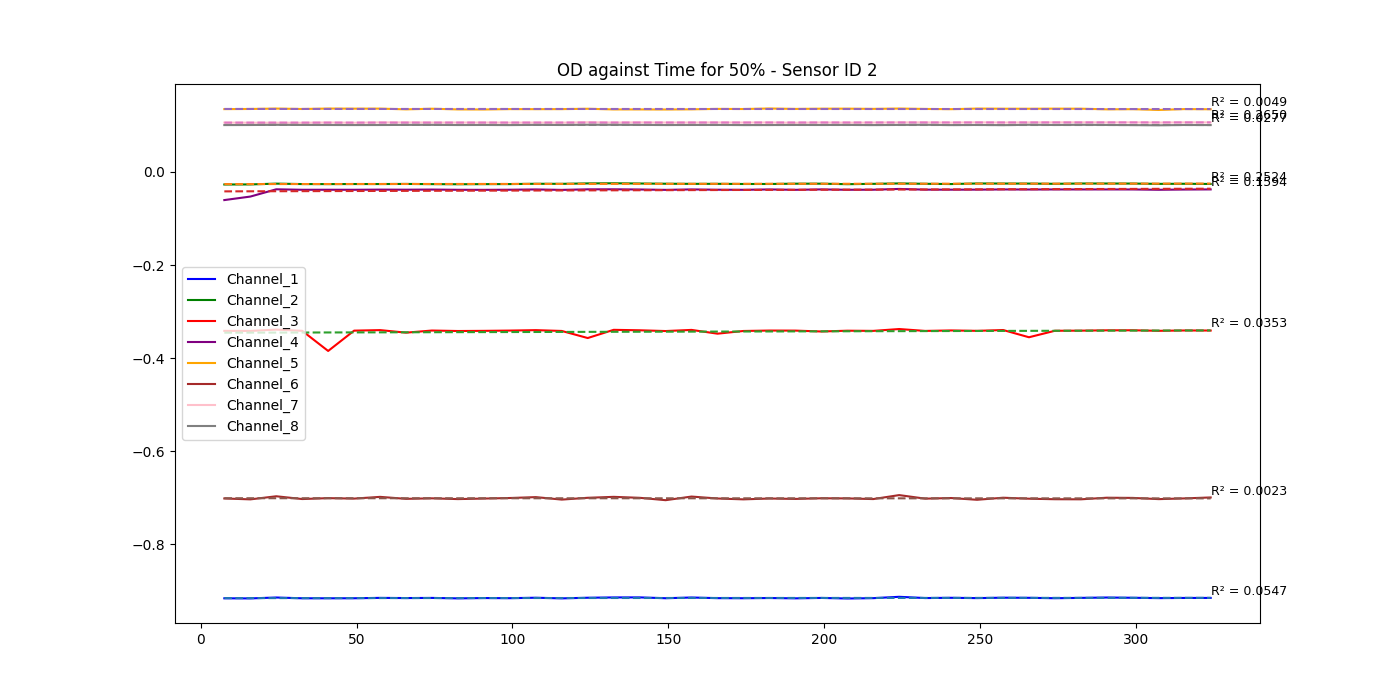 OD against Time for 50% - Sensor ID 2
R² = 0.0049
R² = 0.0277
0.0
R² = 0.2524
R² = 0.1594
−0.2
Channel_1
Channel_2
Channel_3
Channel_4
Channel_5
Channel_6
Channel_7
Channel_8
R² = 0.0353
−0.4
−0.6
R² = 0.0023
−0.8
R² = 0.0547
0 50 100 150 200 250 300